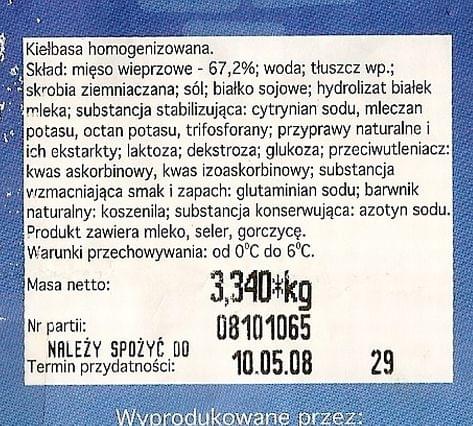 Kiełbasa homogenizowana.
Skład: mięso wieprzowe - 67,2%; woda; tłuszcz wp.;
skrobia ziemniaczana; sól; białko sojowe; hydrolizat białek
mleka; substancja stabilizująca: cytrynian sodu, mleczan
potasu, octan potasu, trifosforany; przyprawy naturalne i
ich ekstarkty; laktoza; dekstroza; glukoza; przeciwutleniacz:
kwas askorbinowy, kwas izoaskorbinowy; substancja
wzmacniająca smak i zapach: glutaminian sodu; barwnik
naturalny: koszenila; substancja konserwująca: azotyn sodu.
Produkt zawiera mleko, seler, gorczycę.
Warunki przechowywania: od 0°C do 6°C.
Masa netto: 3,340*kg
Nr partii: 08101065
NALEŻY SPOŻYĆ DO
Termin przydatności: 10.05.08 29
Wyprodukowane przez: